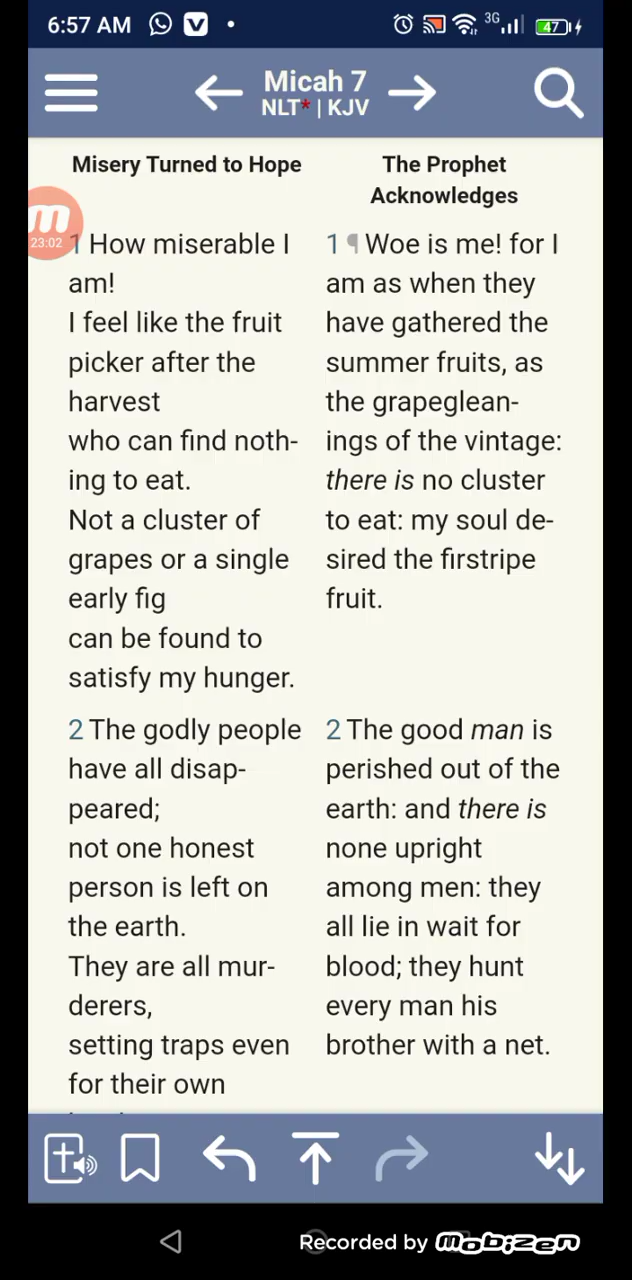 6:57 AM
3G
47
Micah 7
NLT* | KJV
Misery Turned to Hope
The Prophet
Acknowledges
23:02
1 How miserable I
am!
I feel like the fruit
picker after the
harvest
who can find noth-
ing to eat.
Not a cluster of
grapes or a single
early fig
can be found to
satisfy my hunger.
2 The godly people
have all disap-
peared;
not one honest
person is left on
the earth.
They are all mur-
derers,
setting traps even
for their own
1 ¶ Woe is me! for I
am as when they
have gathered the
summer fruits, as
the grapeglean-
ings of the vintage:
there is no cluster
to eat: my soul de-
sired the firstripe
fruit.
2 The good man is
perished out of the
earth: and there is
none upright
among men: they
all lie in wait for
blood; they hunt
every man his
brother with a net.
Recorded by mobizen